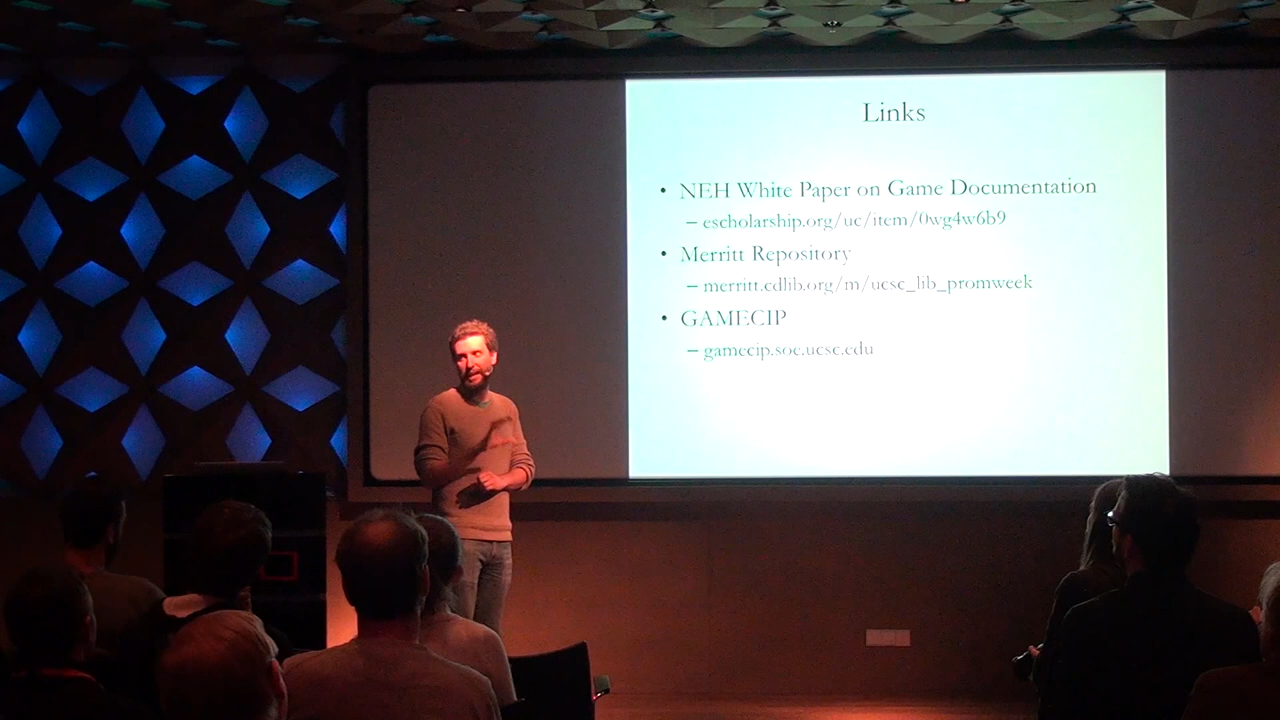 Links
• NEH White Paper on Game Documentation
– escholarship.org/uc/item/0wg4w6b9
• Merritt Repository
– merritt.cdlib.org/m/ucsc_lib_promweek
• GAMECIP
– gamecip.soe.ucsc.edu